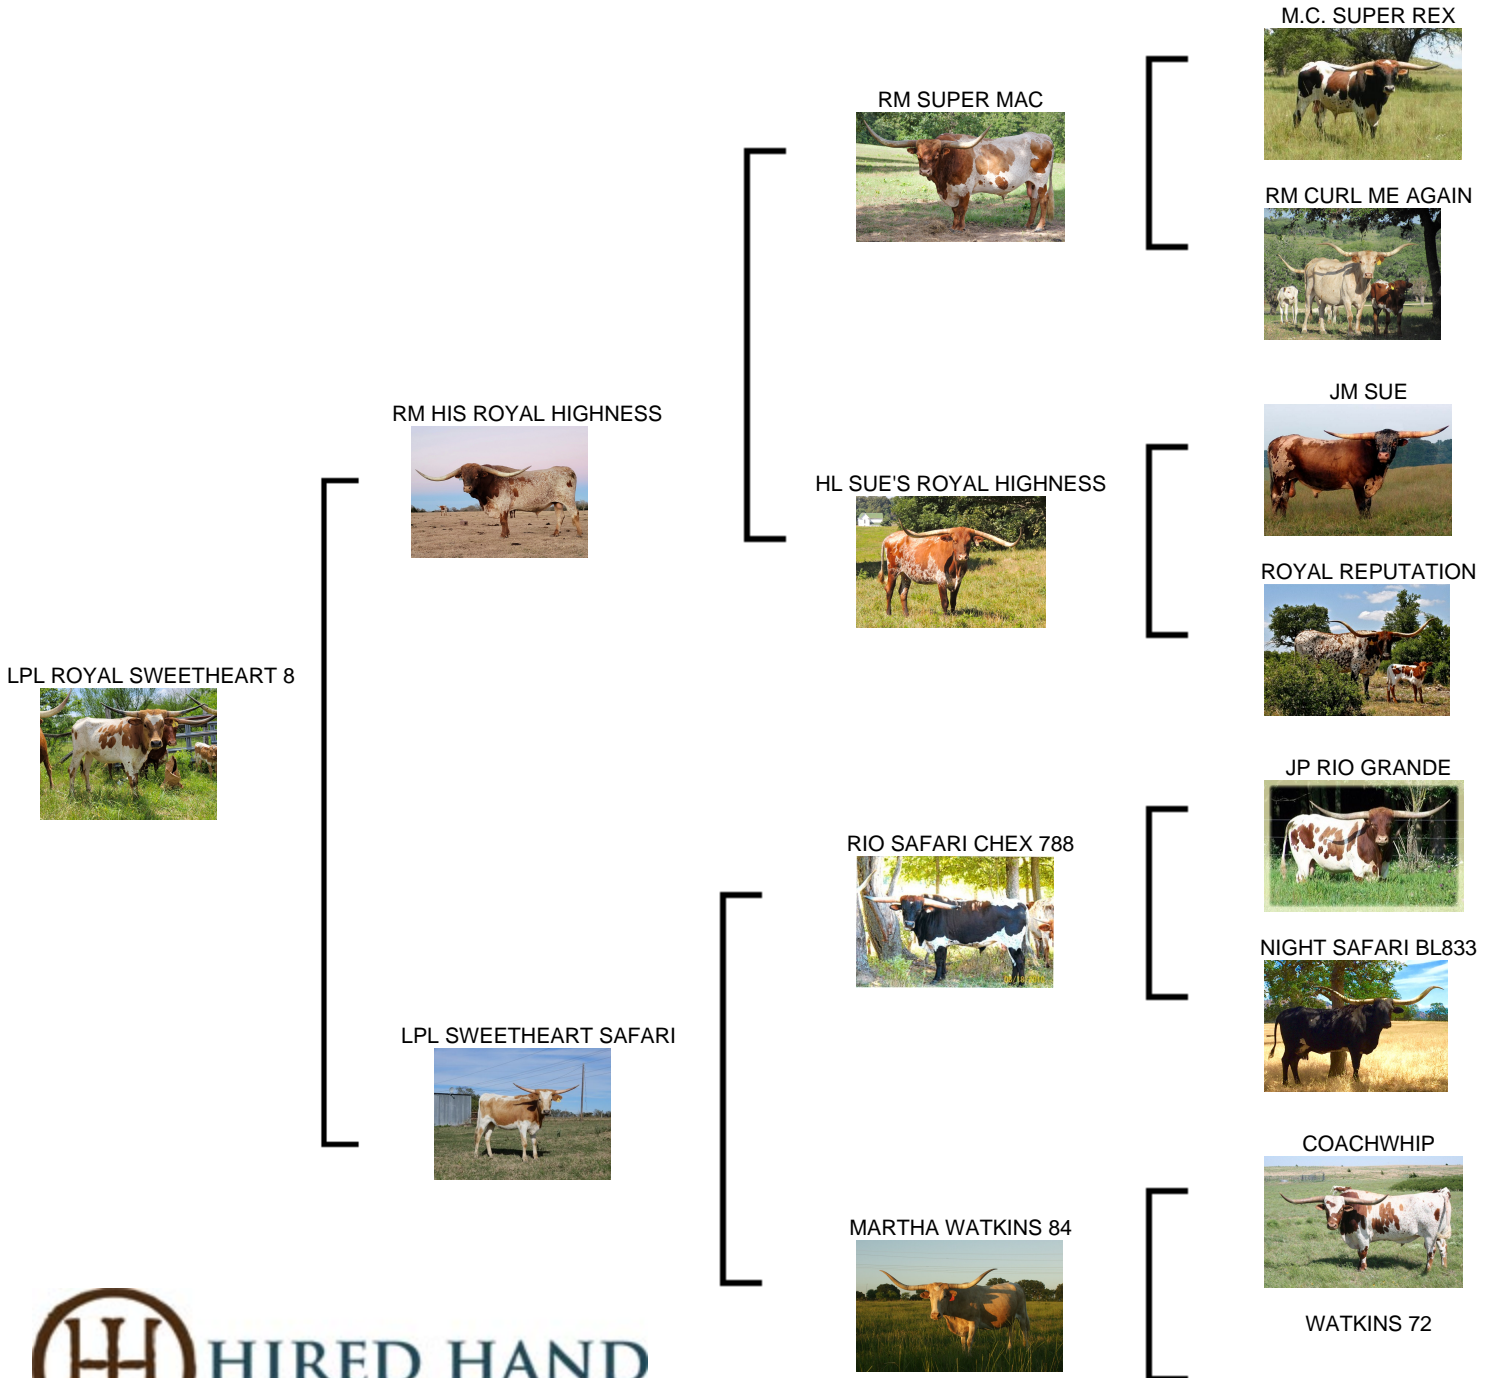 M.C. SUPER REX
RM SUPER MAC
RM CURL ME AGAIN
RM HIS ROYAL HIGHNESS
JM SUE
HL SUE'S ROYAL HIGHNESS
ROYAL REPUTATION
LPL ROYAL SWEETHEART 8
JP RIO GRANDE
RIO SAFARI CHEX 788
NIGHT SAFARI BL833
LPL SWEETHEART SAFARI
COACHWHIP
MARTHA WATKINS 84
WATKINS 72
HIRED HAND